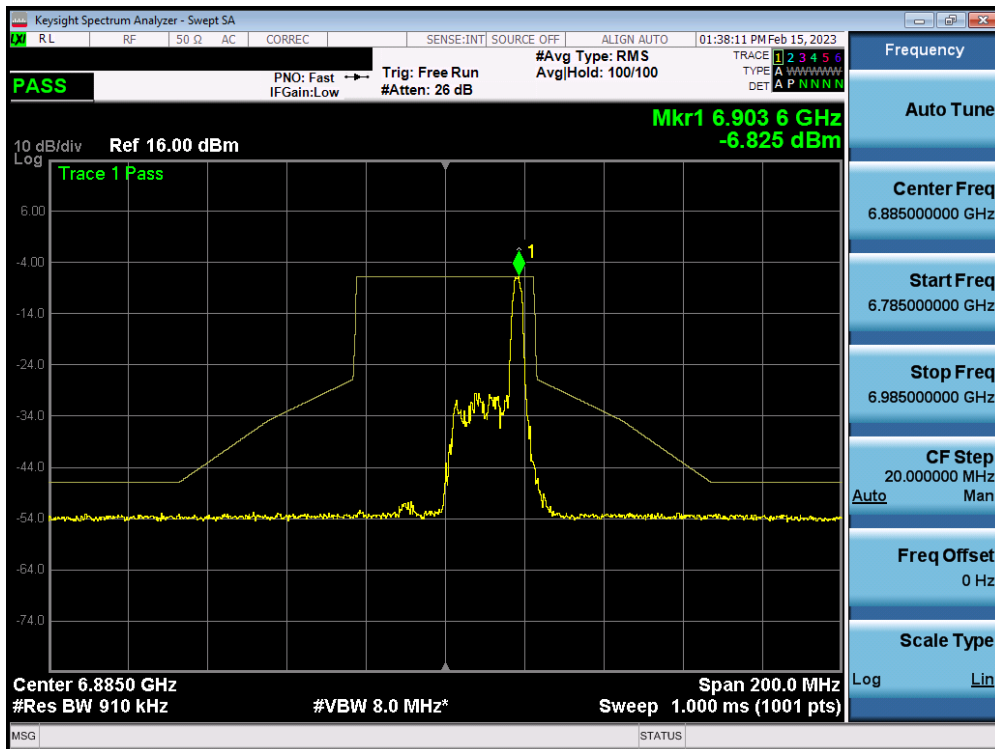 Keysight Spectrum Analyzer - Swept SA
LXI RL RF 50 Ω AC CORREC SENSE:INT SOURCE OFF ALIGN AUTO 01:38:11 PM Feb 15, 2023
PASS
PNO: Fast
IFGain:Low
Trig: Free Run
#Atten: 26 dB
#Avg Type: RMS
Avg|Hold: 100/100
TRACE 1 2 3 4 5 6
TYPE A WWWWW
DET A P N N N N
Mkr1 6.903 6 GHz
-6.825 dBm
10 dB/div Ref 16.00 dBm
Log
Trace 1 Pass
1
6.00
-4.00
-14.0
-24.0
-34.0
-44.0
-54.0
-64.0
-74.0
Center 6.8850 GHz Span 200.0 MHz
#Res BW 910 kHz #VBW 8.0 MHz* Sweep 1.000 ms (1001 pts)
MSG STATUS
Frequency
Auto Tune
Center Freq
6.885000000 GHz
Start Freq
6.785000000 GHz
Stop Freq
6.985000000 GHz
CF Step
20.000000 MHz
Auto Man
Freq Offset
0 Hz
Scale Type
Log Lin